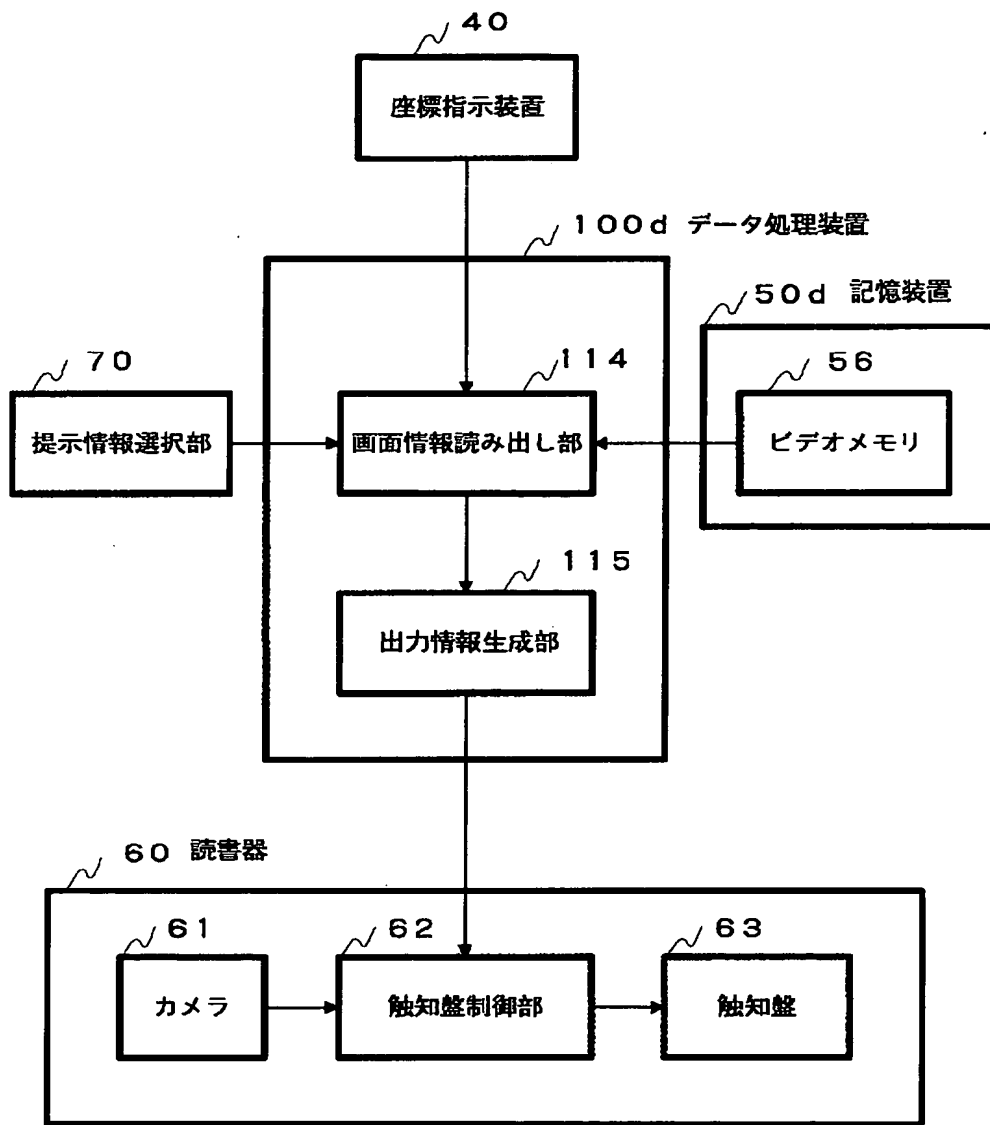 40
座標指示装置
100d データ処理装置
50d 記憶装置
70
114
56
提示情報選択部
画面情報読み出し部
ビデオメモリ
115
出力情報生成部
60 読書器
61
62
63
カメラ
触知盤制御部
触知盤